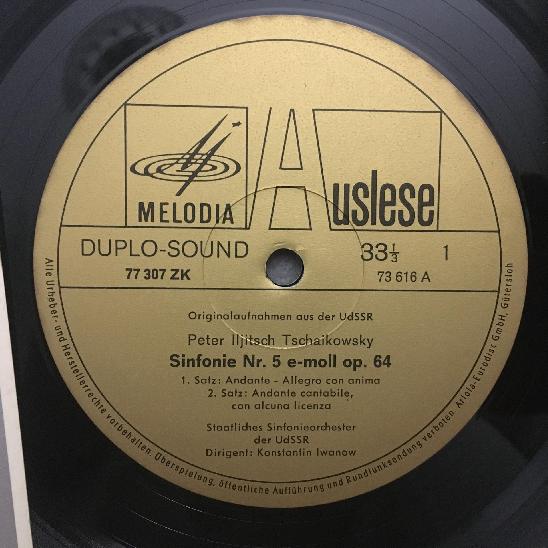 MELODIA
Auslese
DUPLO-SOUND
33⅓
1
77 307 ZK
73 616 A
Originalaufnahmen aus der UdSSR
Peter Iljitsch Tschaikowsky
Sinfonie Nr. 5 e-moll op. 64
1. Satz: Andante - Allegro con anima
2. Satz: Andante cantabile,
con alcuna licenza
Staatliches Sinfonieorchester
der UdSSR
Dirigent: Konstantin Iwanow
Alle Urheber- und Herstellerrechte vorbehalten. Überspielung, öffentliche Aufführung und Rundfunksendung verboten. Ariola-Eurodisc GmbH, Gütersloh